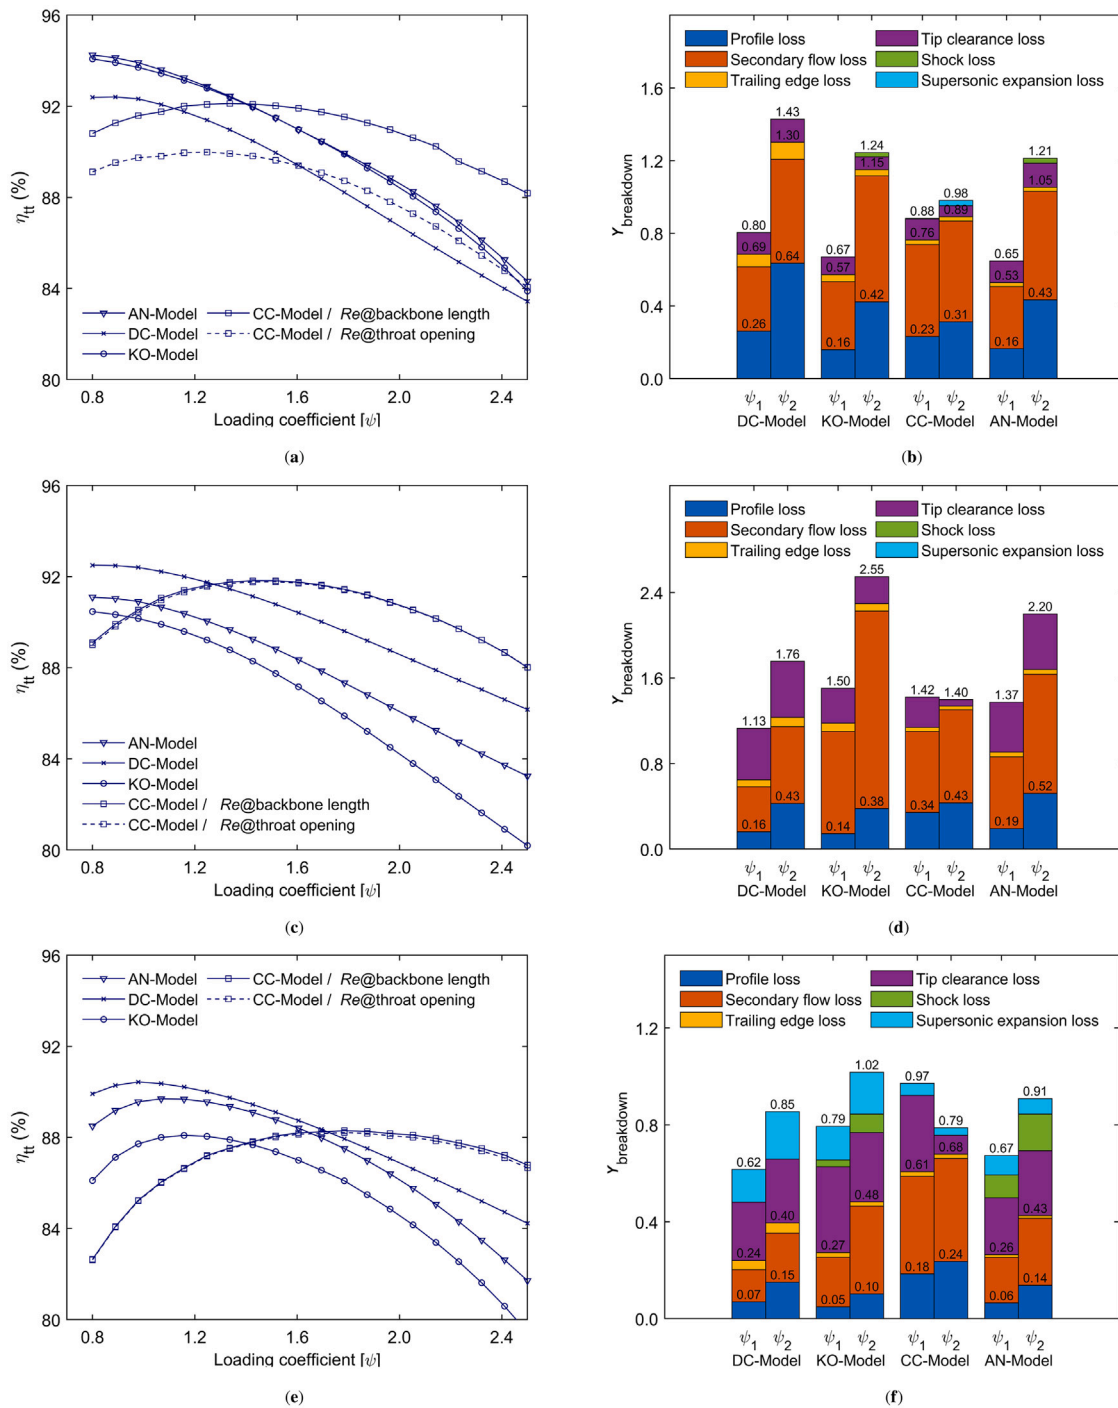 96
92
88
84
80
η_tt (%)
AN-Model
DC-Model
KO-Model
CC-Model / Re@backbone length
CC-Model / Re@throat opening
0.8 1.2 1.6 2.0 2.4
Loading coefficient [ψ]
(a)
Profile loss
Secondary flow loss
Trailing edge loss
Tip clearance loss
Shock loss
Supersonic expansion loss
1.6
1.2
0.8
0.4
0.0
Y_breakdown
0.80 0.69 0.26
1.43 1.30 0.64
0.67 0.57 0.16
1.24 1.15 0.42
0.88 0.76 0.23
0.98 0.89 0.31
0.65 0.53 0.16
1.21 1.05 0.43
ψ1 ψ2 ψ1 ψ2 ψ1 ψ2 ψ1 ψ2
DC-Model KO-Model CC-Model AN-Model
(b)
96
92
88
84
80
η_tt (%)
AN-Model
DC-Model
KO-Model
CC-Model / Re@backbone length
CC-Model / Re@throat opening
0.8 1.2 1.6 2.0 2.4
Loading coefficient [ψ]
(c)
Profile loss
Secondary flow loss
Trailing edge loss
Tip clearance loss
Shock loss
Supersonic expansion loss
2.4
1.6
0.8
0.0
Y_breakdown
1.13 0.16
1.76 0.43
1.50 0.14
2.55 0.38
1.42 0.34
1.40 0.43
1.37 0.19
2.20 0.52
ψ1 ψ2 ψ1 ψ2 ψ1 ψ2 ψ1 ψ2
DC-Model KO-Model CC-Model AN-Model
(d)
96
92
88
84
80
η_tt (%)
AN-Model
DC-Model
KO-Model
CC-Model / Re@backbone length
CC-Model / Re@throat opening
0.8 1.2 1.6 2.0 2.4
Loading coefficient [ψ]
(e)
Profile loss
Secondary flow loss
Trailing edge loss
Tip clearance loss
Shock loss
Supersonic expansion loss
1.2
0.8
0.4
0.0
Y_breakdown
0.62 0.24 0.07
0.85 0.40 0.15
0.79 0.27 0.05
1.02 0.48 0.10
0.97 0.61 0.18
0.79 0.68 0.24
0.67 0.26 0.06
0.91 0.43 0.14
ψ1 ψ2 ψ1 ψ2 ψ1 ψ2 ψ1 ψ2
DC-Model KO-Model CC-Model AN-Model
(f)